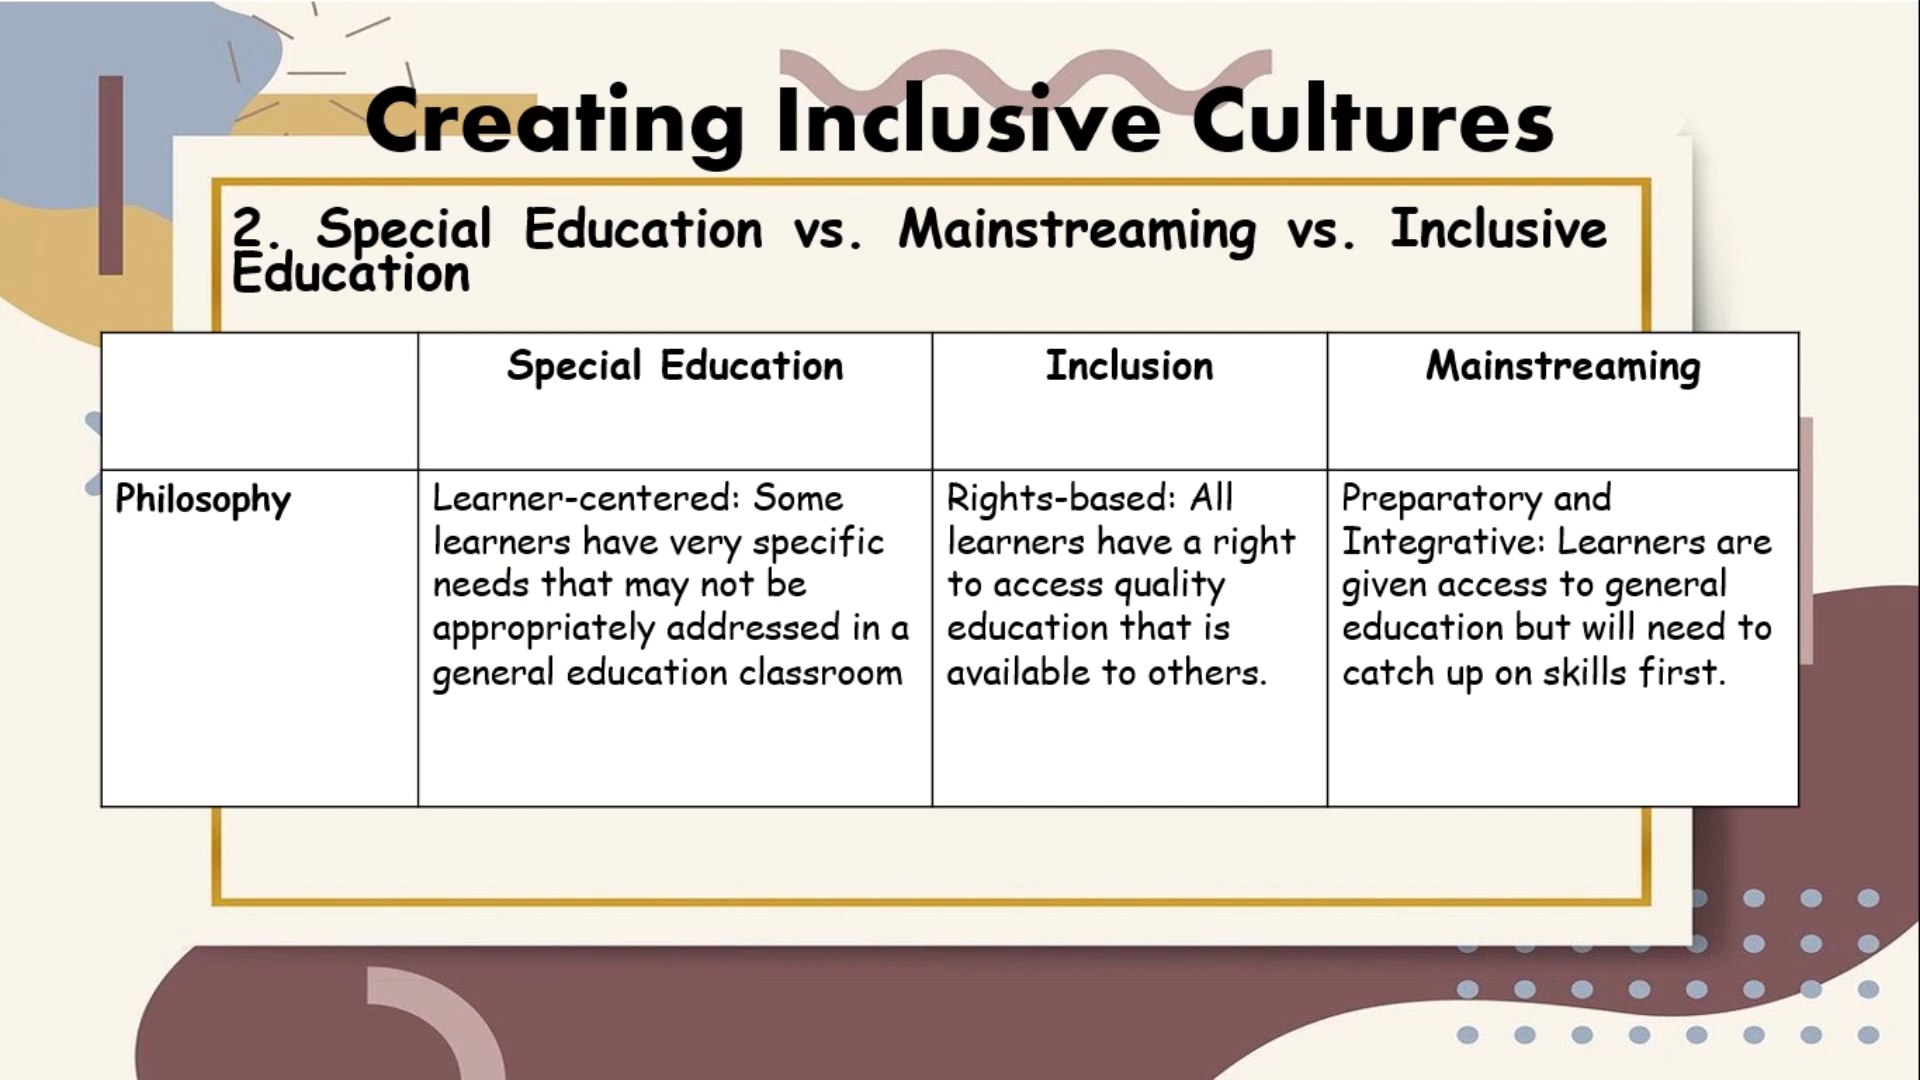 Creating Inclusive Cultures
2. Special Education vs. Mainstreaming vs. Inclusive
Education
Special Education
Inclusion
Mainstreaming
Philosophy
Learner-centered: Some
learners have very specific
needs that may not be
appropriately addressed in a
general education classroom
Rights-based: All
learners have a right
to access quality
education that is
available to others.
Preparatory and
Integrative: Learners are
given access to general
education but will need to
catch up on skills first.